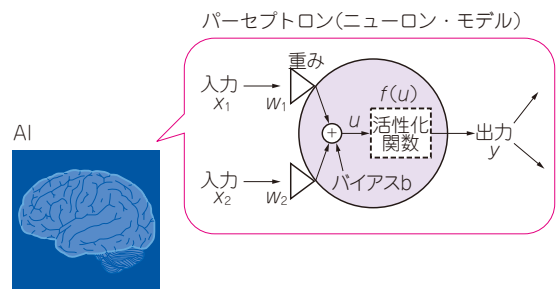 パーセプトロン(ニューロン・モデル)
重み
入力
x1
w1
f(u)
u
活性化
関数
+
出力
y
入力
x2
w2
バイアスb
AI